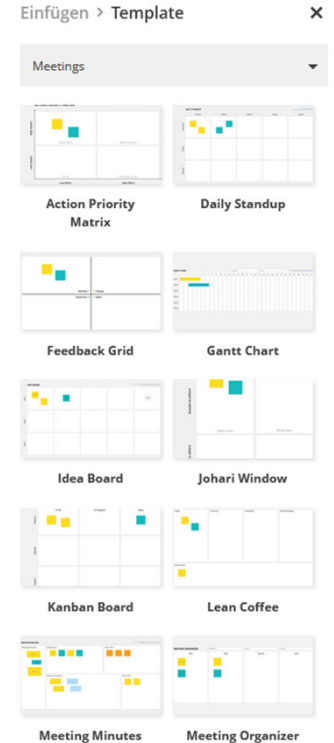 Einfügen > Template ×
Meetings
Action Priority
Matrix
Daily Standup
Feedback Grid
Gantt Chart
Idea Board
Johari Window
Kanban Board
Lean Coffee
Meeting Minutes
Meeting Organizer